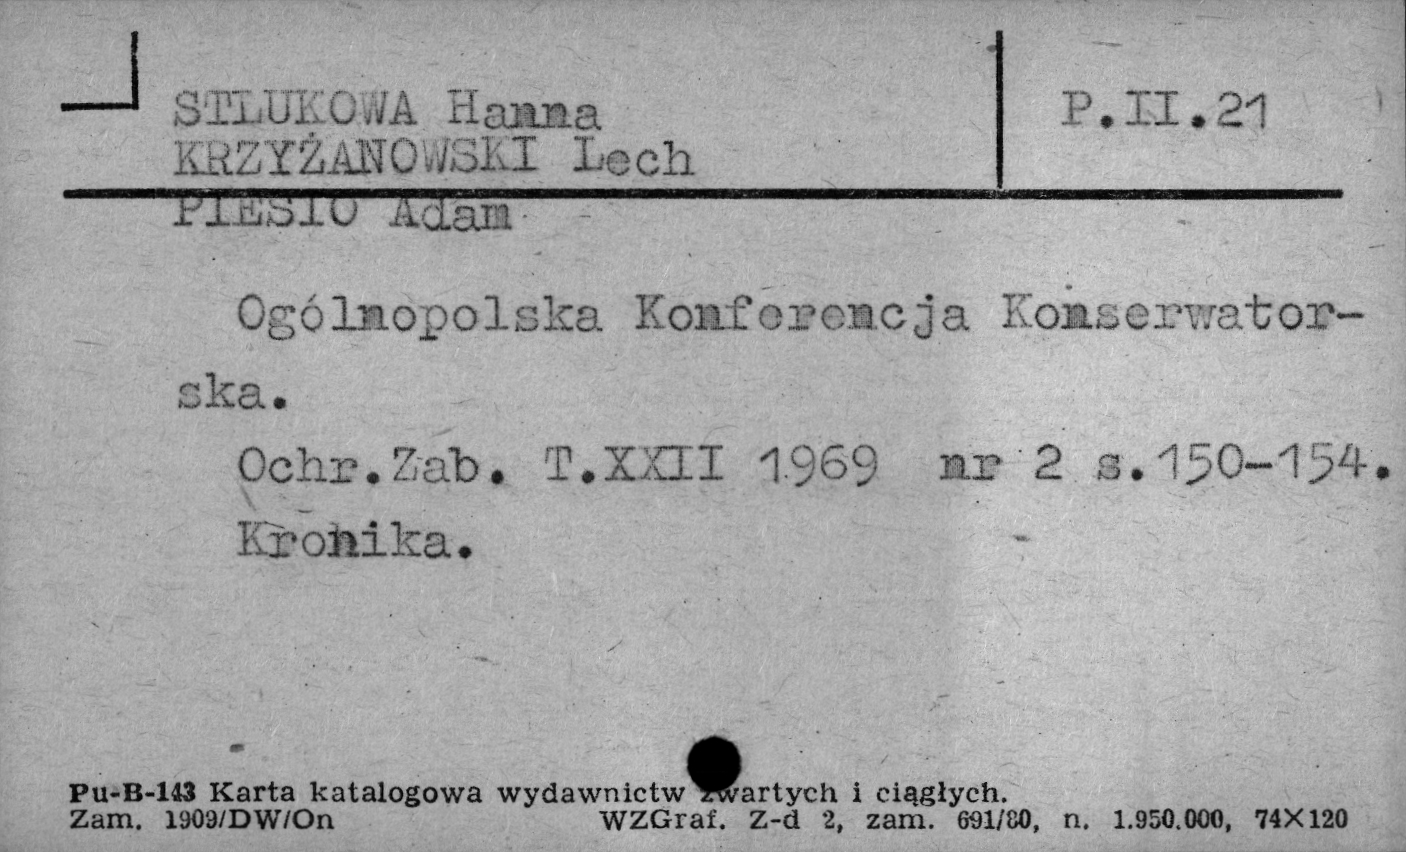 STLUKOWA Hanna
P.II.21
KRZYŻANOWSKI Lech
PIESIO Adam
Ogólnopolska Konferencja Konserwator-
ska.
Ochr.Zab. T.XXII 1969 nr 2 s.150-154.
Kronika.
Pu-B-143 Karta katalogowa wydawnictw zwartych i ciągłych.
Zam. 1909/DW/On WZGraf. Z-d 2, zam. 691/80, n. 1.950.000, 74×120